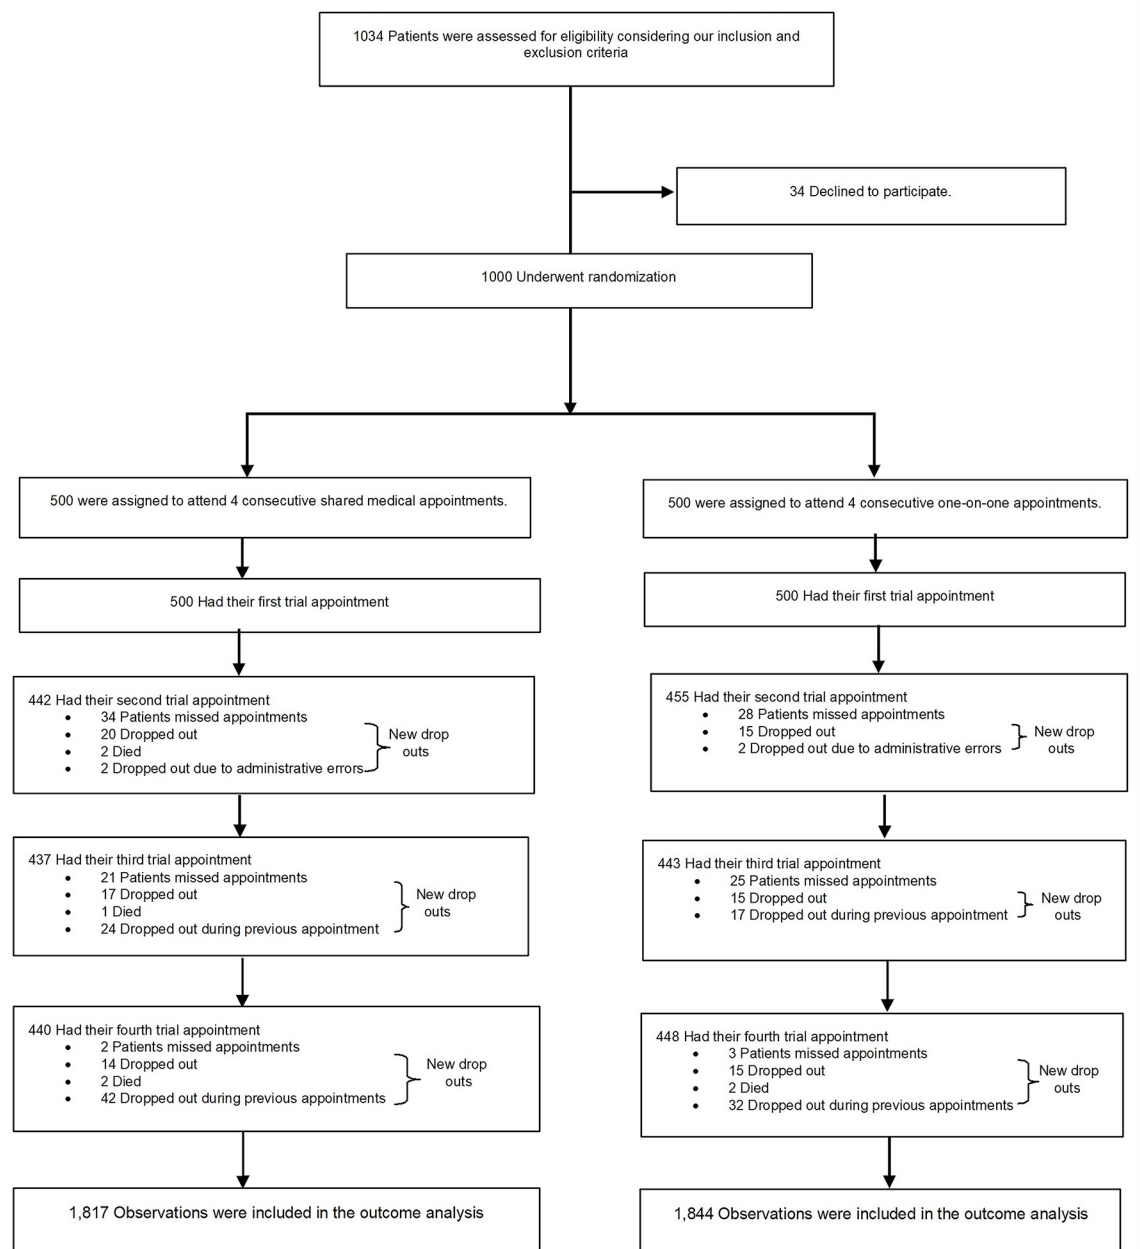 1034 Patients were assessed for eligibility considering our inclusion and
exclusion criteria
34 Declined to participate.
1000 Underwent randomization
500 were assigned to attend 4 consecutive shared medical appointments.
500 Had their first trial appointment
442 Had their second trial appointment
• 34 Patients missed appointments
• 20 Dropped out
• 2 Died
• 2 Dropped out due to administrative errors
New drop
outs
437 Had their third trial appointment
• 21 Patients missed appointments
• 17 Dropped out
• 1 Died
• 24 Dropped out during previous appointment
New drop
outs
440 Had their fourth trial appointment
• 2 Patients missed appointments
• 14 Dropped out
• 2 Died
• 42 Dropped out during previous appointments
New drop
outs
1,817 Observations were included in the outcome analysis
500 were assigned to attend 4 consecutive one-on-one appointments.
500 Had their first trial appointment
455 Had their second trial appointment
• 28 Patients missed appointments
• 15 Dropped out
• 2 Dropped out due to administrative errors
New drop
outs
443 Had their third trial appointment
• 25 Patients missed appointments
• 15 Dropped out
• 17 Dropped out during previous appointment
New drop
outs
448 Had their fourth trial appointment
• 3 Patients missed appointments
• 15 Dropped out
• 2 Died
• 32 Dropped out during previous appointments
New drop
outs
1,844 Observations were included in the outcome analysis